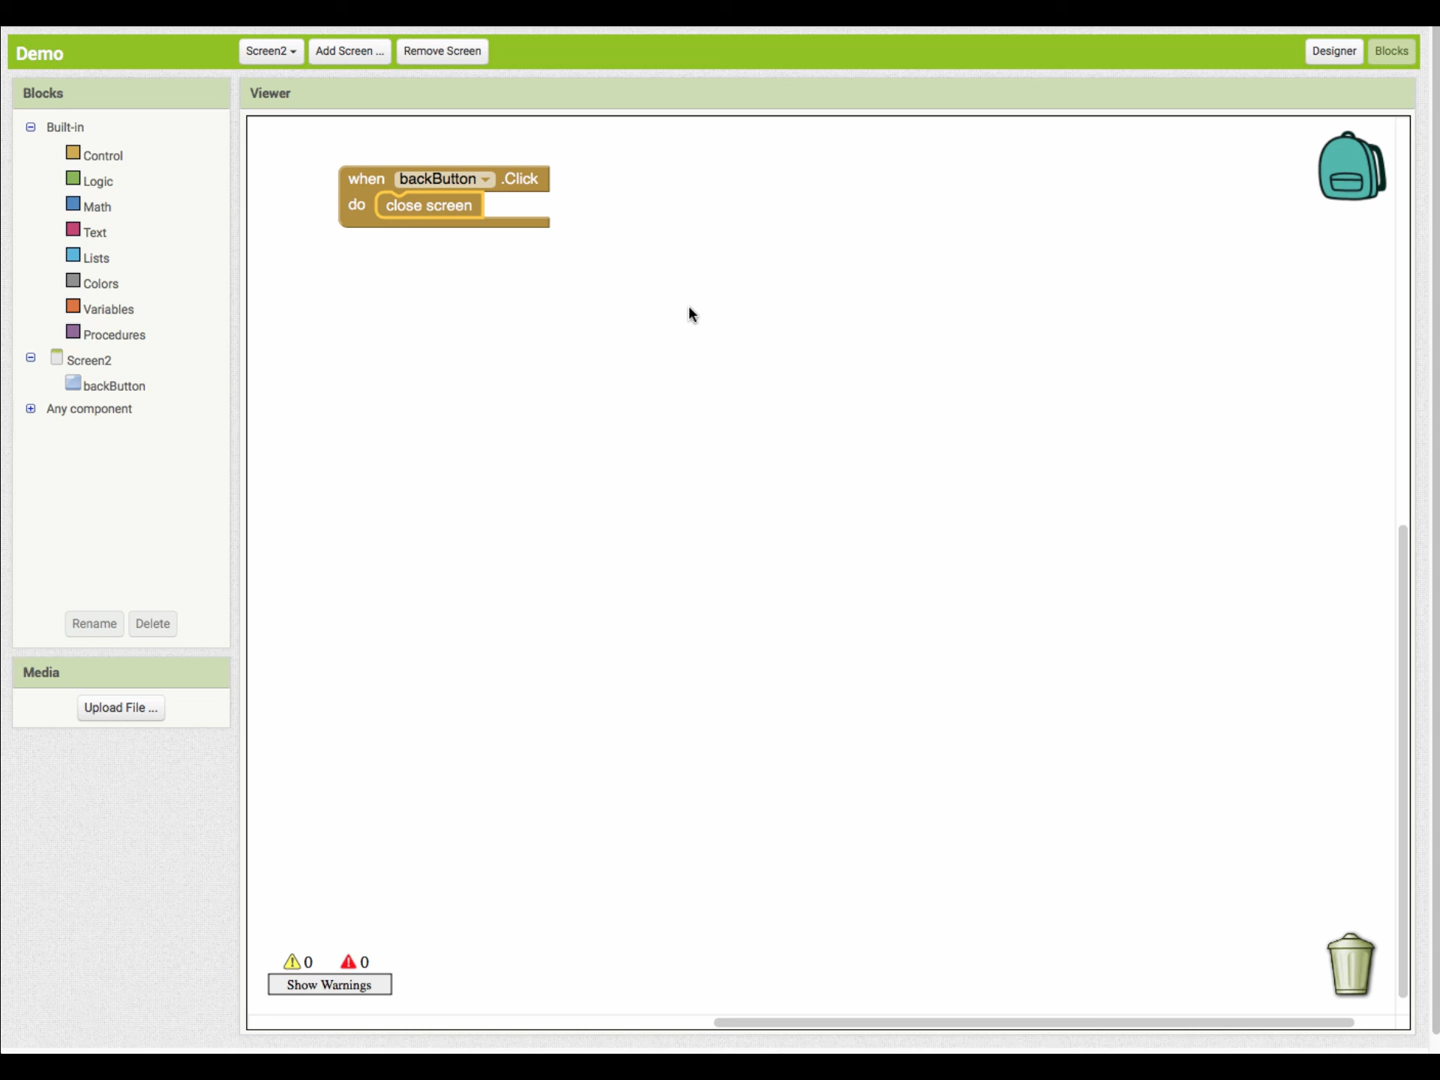 Demo
Screen2 Add Screen ... Remove Screen Designer Blocks
Blocks
Viewer
Built-in
Control
Logic
Math
Text
Lists
Colors
Variables
Procedures
Screen2
backButton
Any component
Rename Delete
Media
Upload File ...
when backButton .Click
do close screen
0 0
Show Warnings